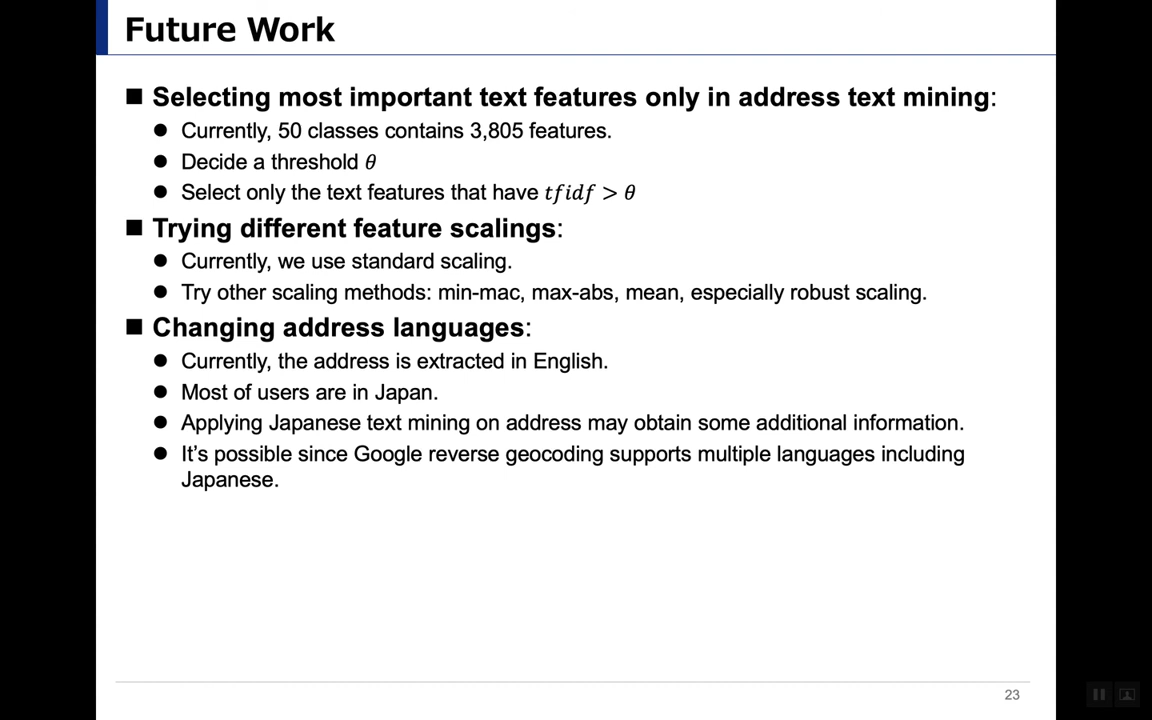 Future Work
■ Selecting most important text features only in address text mining:
● Currently, 50 classes contains 3,805 features.
● Decide a threshold 𝜃
● Select only the text features that have 𝑡𝑓𝑖𝑑𝑓 > 𝜃
■ Trying different feature scalings:
● Currently, we use standard scaling.
● Try other scaling methods: min-mac, max-abs, mean, especially robust scaling.
■ Changing address languages:
● Currently, the address is extracted in English.
● Most of users are in Japan.
● Applying Japanese text mining on address may obtain some additional information.
● It’s possible since Google reverse geocoding supports multiple languages including
Japanese.
23